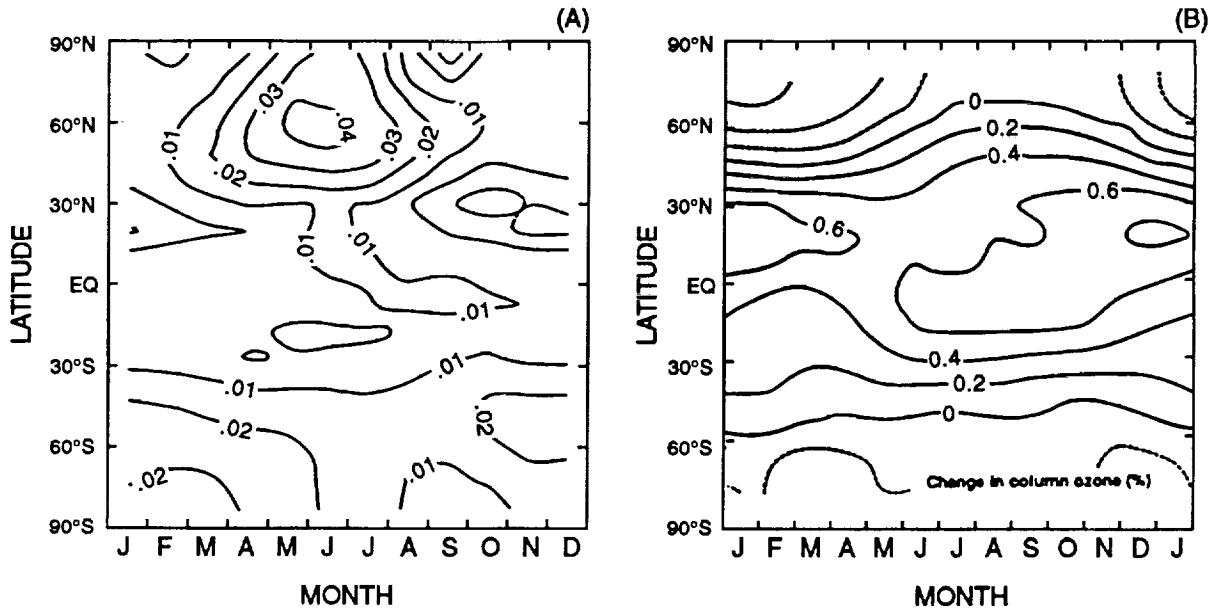 (A)
90°N
60°N
30°N
EQ
30°S
60°S
90°S
LATITUDE
J F M A M J J A S O N D
MONTH
.01
.03
.04
.03
.02
.01
.02
.01
.01
.01
.01
.01
.02
.02
.02
.01
(B)
90°N
60°N
30°N
EQ
30°S
60°S
90°S
LATITUDE
J F M A M J J A S O N D J
MONTH
0
0.2
0.4
0.6
0.6
0.4
0.2
0
Change in column ozone (%)